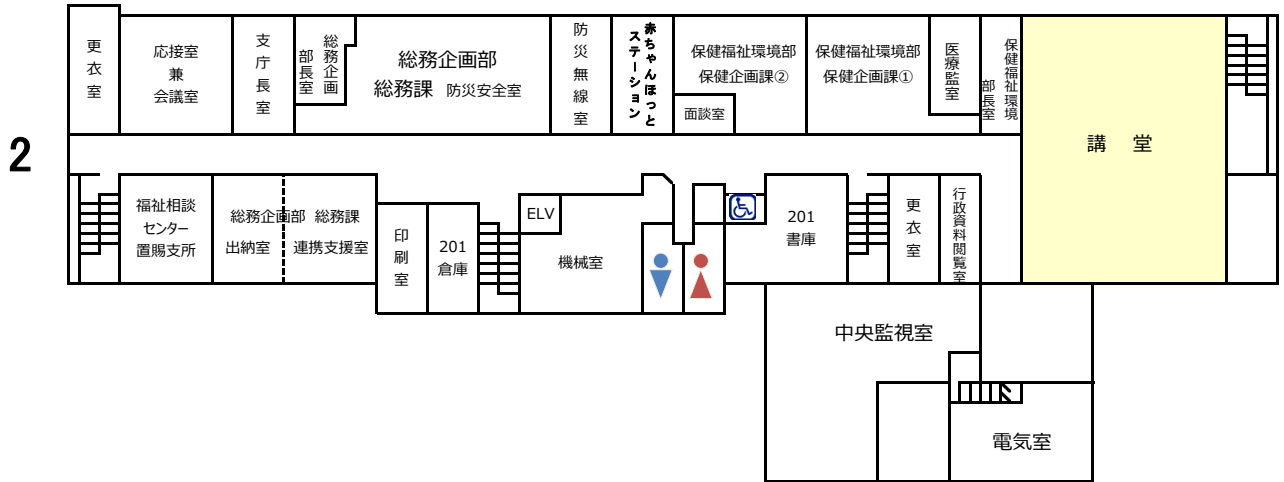 2
更衣室
応接室
兼
会議室
支庁長室
総務企画
部長室
総務企画部
総務課 防災安全室
防災無線室
赤ちゃんほっと
ステーション
保健福祉環境部
保健企画課②
面談室
保健福祉環境部
保健企画課①
医療監室
保健福祉環境
部長室
講 堂
福祉相談
センター
置賜支所
総務企画部 総務課
出納室 連携支援室
印刷室
201
倉庫
ELV
機械室
201
書庫
更衣室
行政資料閲覧室
中央監視室
電気室